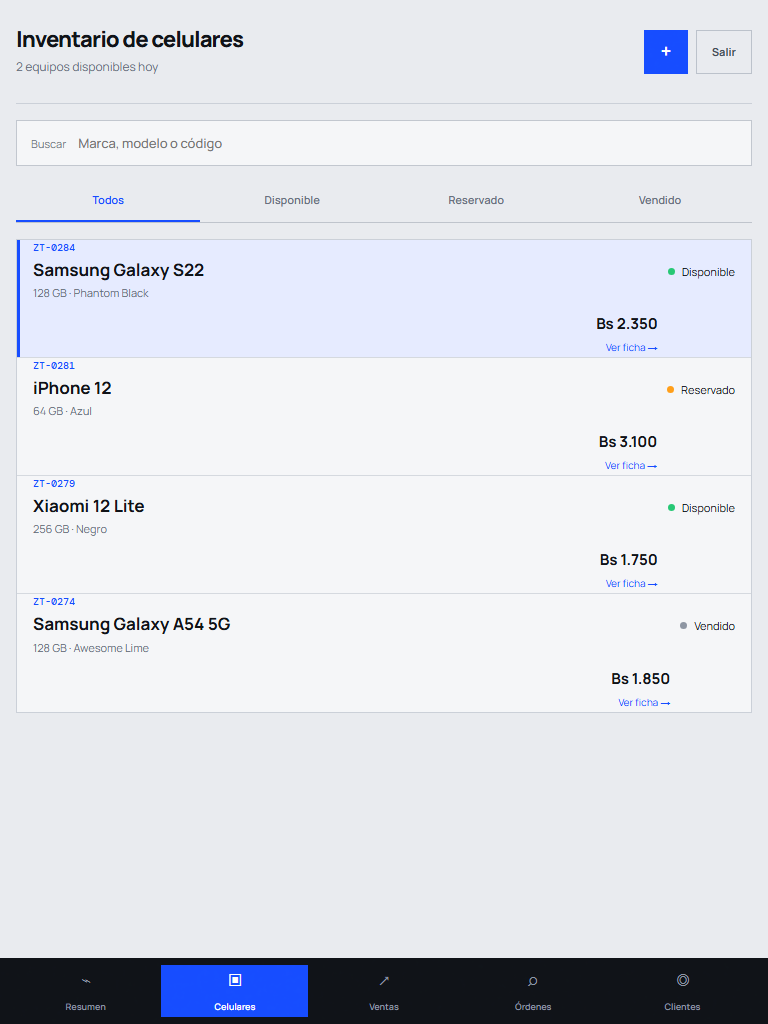 Inventario de celulares
2 equipos disponibles hoy
+
Salir
Buscar Marca, modelo o código
Todos Disponible Reservado Vendido
ZT-0284
Samsung Galaxy S22
Disponible
128 GB · Phantom Black
Bs 2.350
Ver ficha →
ZT-0281
iPhone 12
Reservado
64 GB · Azul
Bs 3.100
Ver ficha →
ZT-0279
Xiaomi 12 Lite
Disponible
256 GB · Negro
Bs 1.750
Ver ficha →
ZT-0274
Samsung Galaxy A54 5G
Vendido
128 GB · Awesome Lime
Bs 1.850
Ver ficha →
Resumen Celulares Ventas Órdenes Clientes